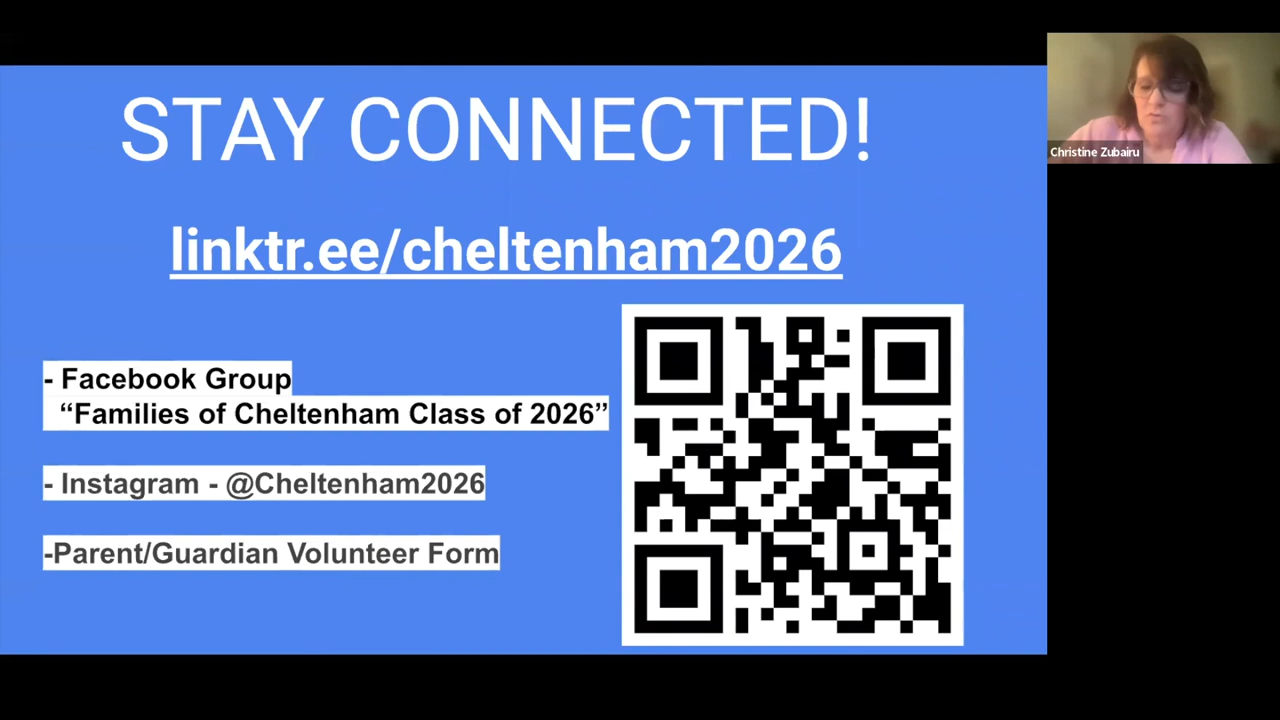 STAY CONNECTED!
linktr.ee/cheltenham2026
- Facebook Group
“Families of Cheltenham Class of 2026”
- Instagram - @Cheltenham2026
-Parent/Guardian Volunteer Form
Christine Zubairu